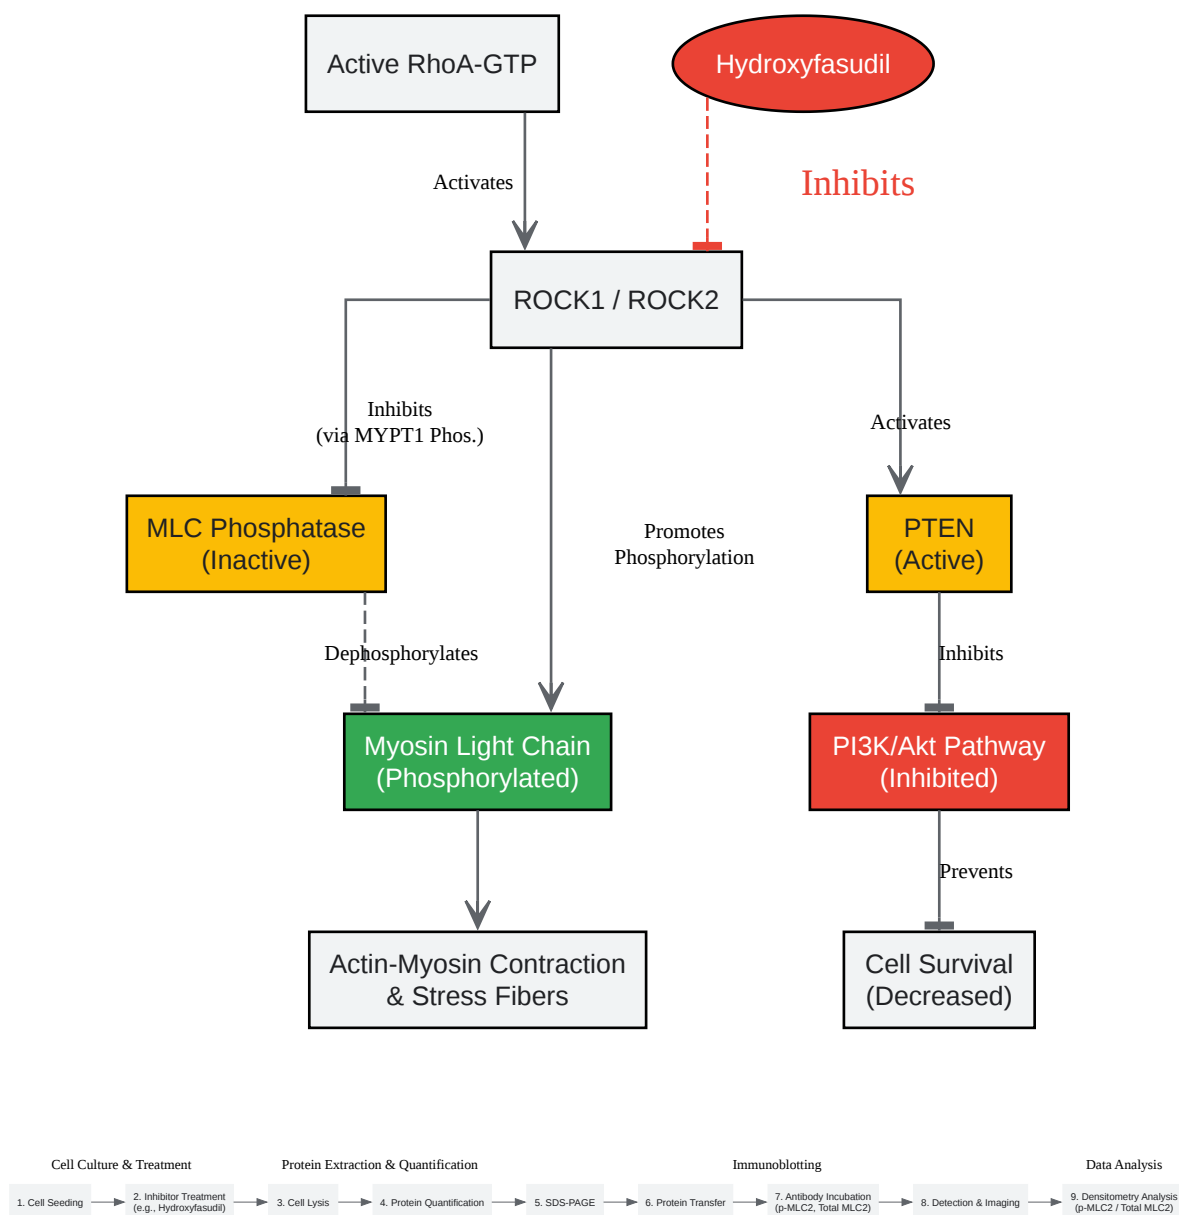 Active RhoA-GTP
Hydroxyfasudil
Activates
Inhibits
ROCK1 / ROCK2
Inhibits
(via MYPT1 Phos.)
Activates
MLC Phosphatase
(Inactive)
Promotes
Phosphorylation
PTEN
(Active)
Dephosphorylates
Inhibits
Myosin Light Chain
(Phosphorylated)
PI3K/Akt Pathway
(Inhibited)
Prevents
Actin-Myosin Contraction
& Stress Fibers
Cell Survival
(Decreased)
Cell Culture & Treatment
Protein Extraction & Quantification
Immunoblotting
Data Analysis
1. Cell Seeding
2. Inhibitor Treatment
(e.g., Hydroxyfasudil)
3. Cell Lysis
4. Protein Quantification
5. SDS-PAGE
6. Protein Transfer
7. Antibody Incubation
(p-MLC2, Total MLC2)
8. Detection & Imaging
9. Densitometry Analysis
(p-MLC2 / Total MLC2)